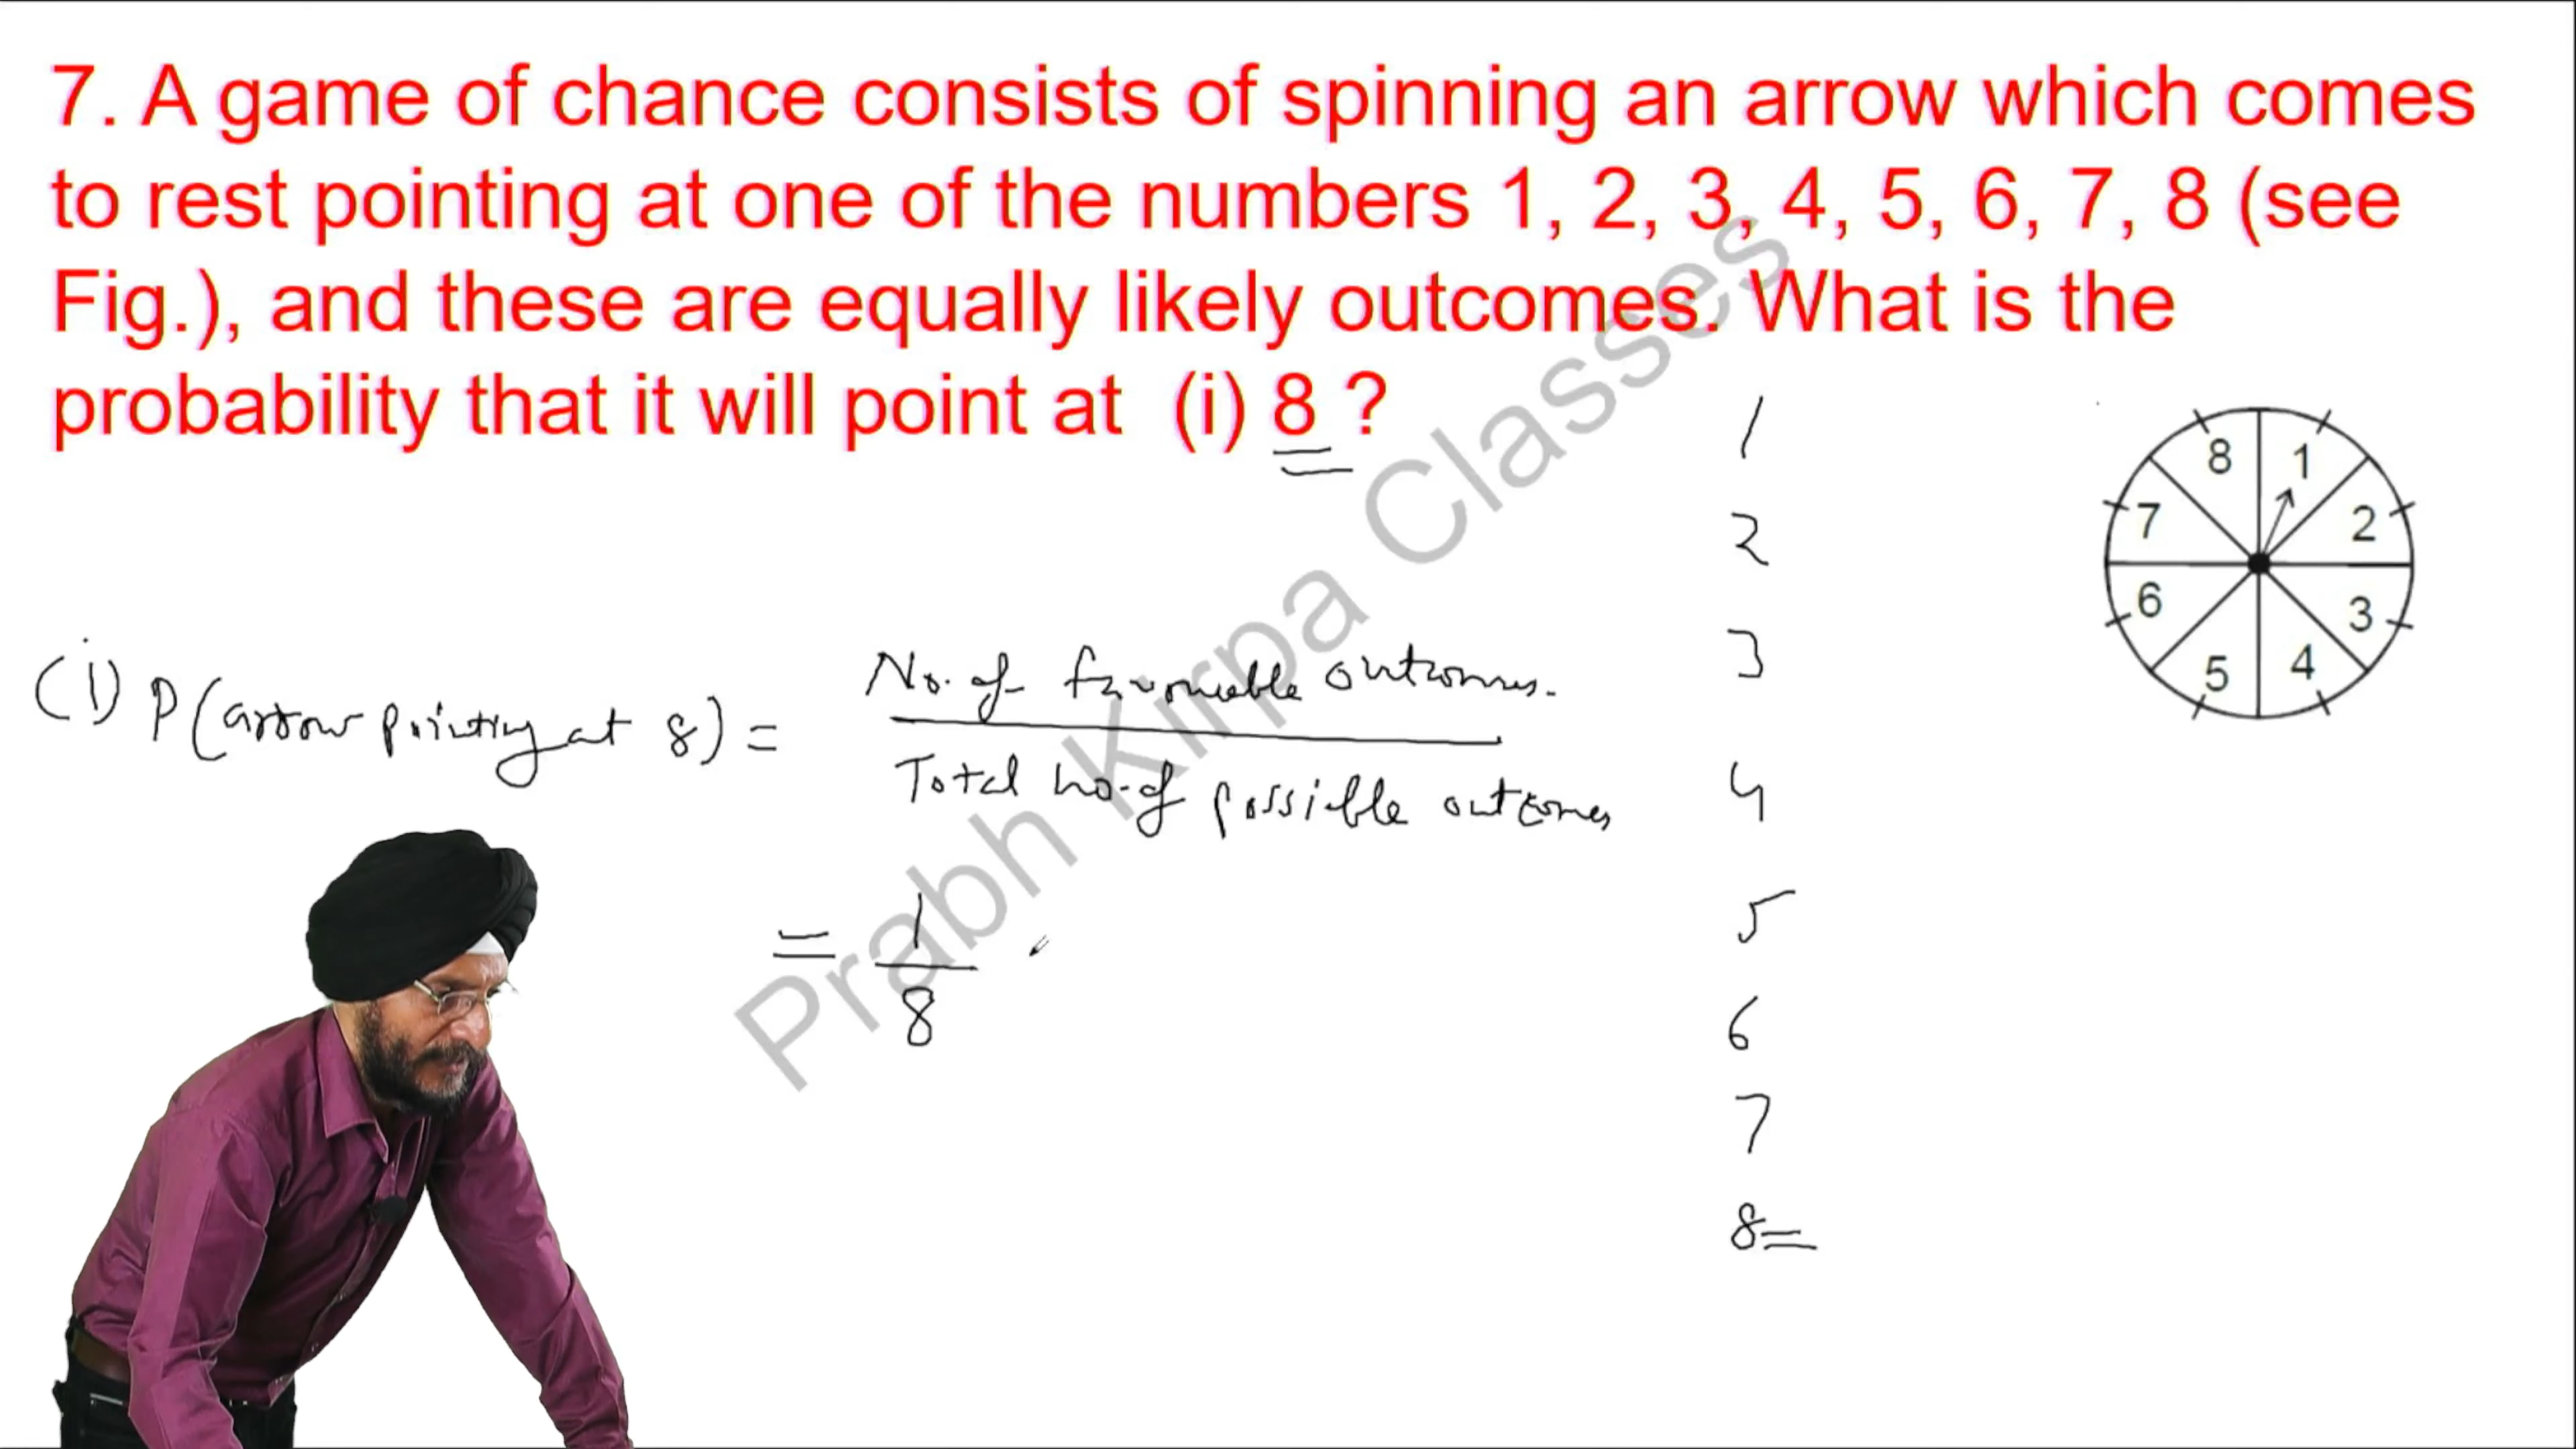 7. A game of chance consists of spinning an arrow which comes
to rest pointing at one of the numbers 1, 2, 3, 4, 5, 6, 7, 8 (see
Fig.), and these are equally likely outcomes. What is the
probability that it will point at (i) 8 ?
(i) P(arrow pointing at 8) =
No. of favourable outcomes.
Total no. of possible outcomes
= 1
8
1
2
3
4
5
6
7
8=
8 1
7 2
6 3
5 4
Prabh Kirpa Classes